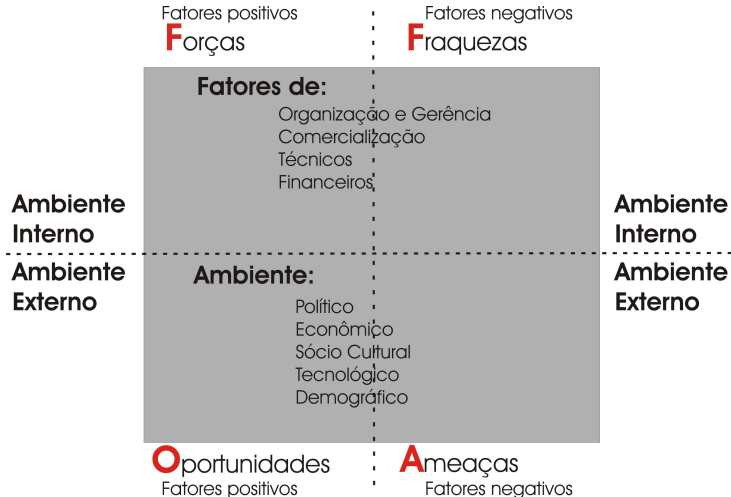 Fatores positivos
Fatores negativos
Forças
Fraquezas
Fatores de:
Organização e Gerência
Comercialização
Técnicos
Financeiros
Ambiente
Interno
Ambiente
Interno
Ambiente
Externo
Ambiente
Externo
Ambiente:
Político
Econômico
Sócio Cultural
Tecnológico
Demográfico
Oportunidades
Ameaças
Fatores positivos
Fatores negativos